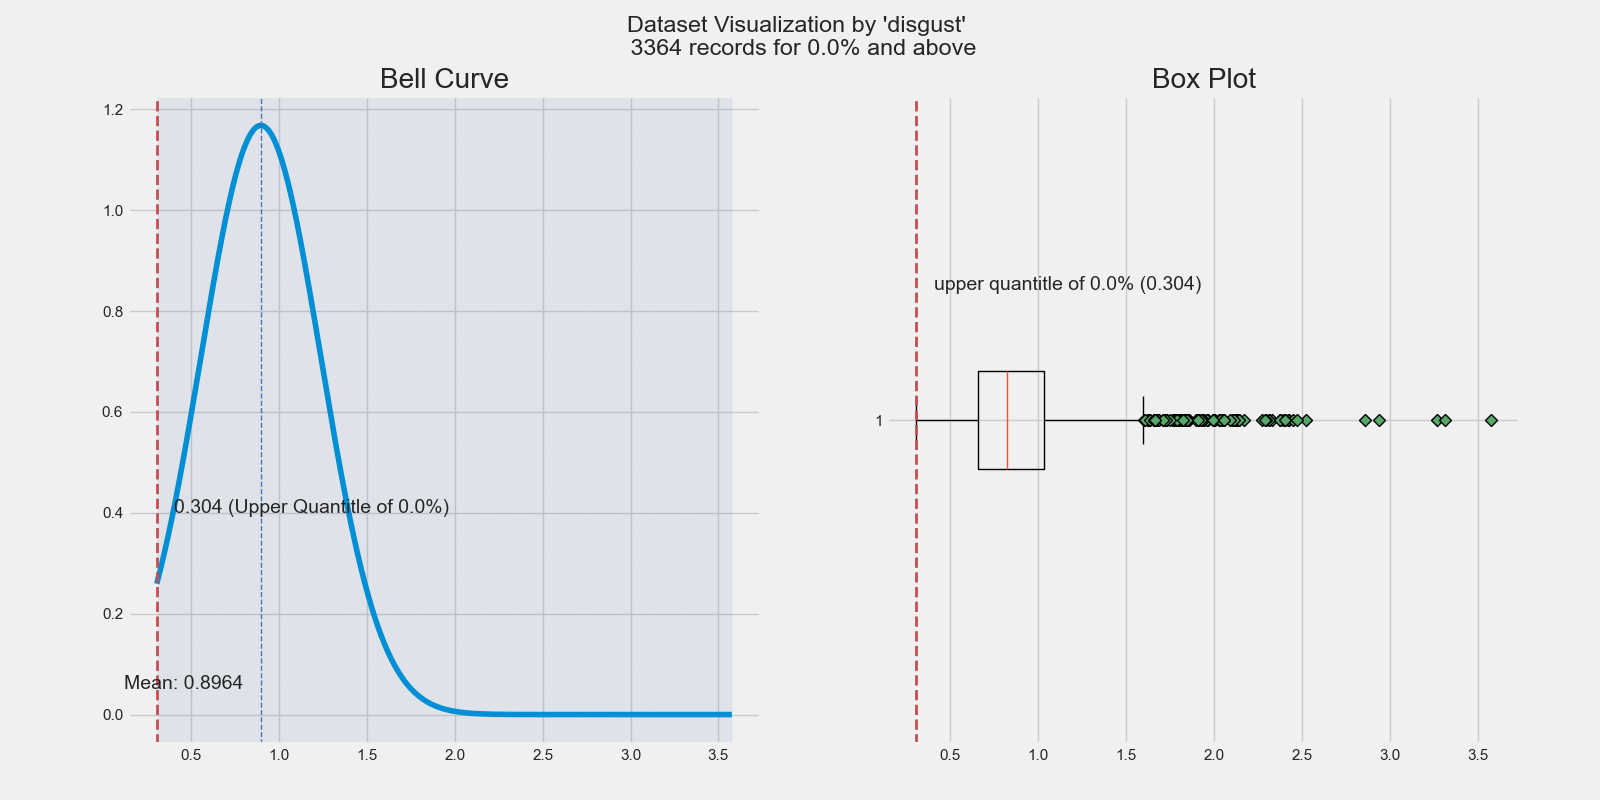 Dataset Visualization by 'disgust'
3364 records for 0.0% and above
Bell Curve
1.2
1.0
0.8
0.6
0.4
0.2
0.0
0.304 (Upper Quantitle of 0.0%)
Mean: 0.8964
0.5 1.0 1.5 2.0 2.5 3.0 3.5
Box Plot
upper quantitle of 0.0% (0.304)
1
0.5 1.0 1.5 2.0 2.5 3.0 3.5